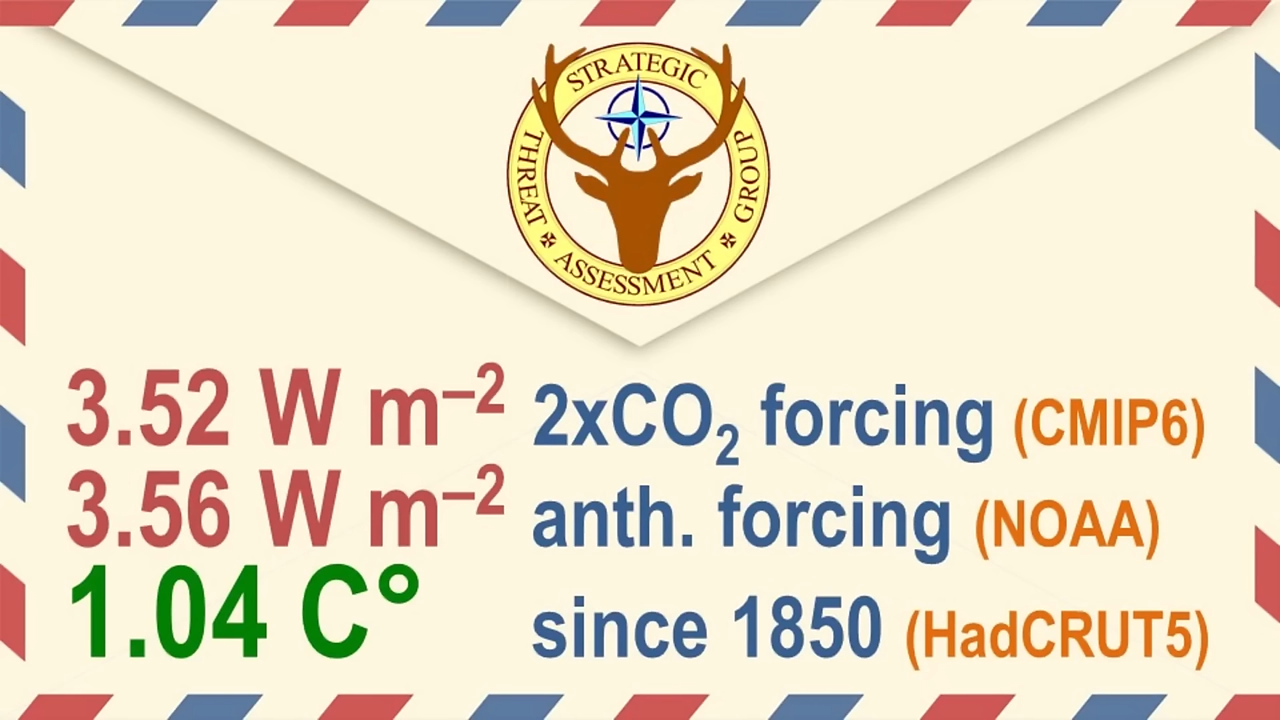 STRATEGIC
THREAT
GROUP
ASSESSMENT
3.52 W m–2 2xCO2 forcing (CMIP6)
3.56 W m–2 anth. forcing (NOAA)
1.04 C° since 1850 (HadCRUT5)